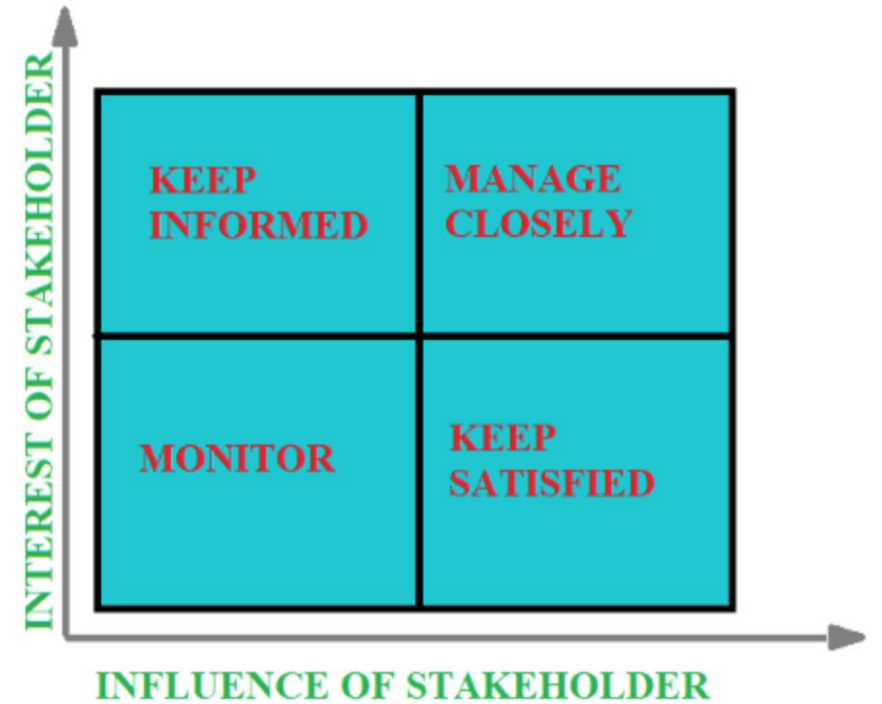 INTEREST OF STAKEHOLDER
KEEP
INFORMED
MANAGE
CLOSELY
MONITOR
KEEP
SATISFIED
INFLUENCE OF STAKEHOLDER